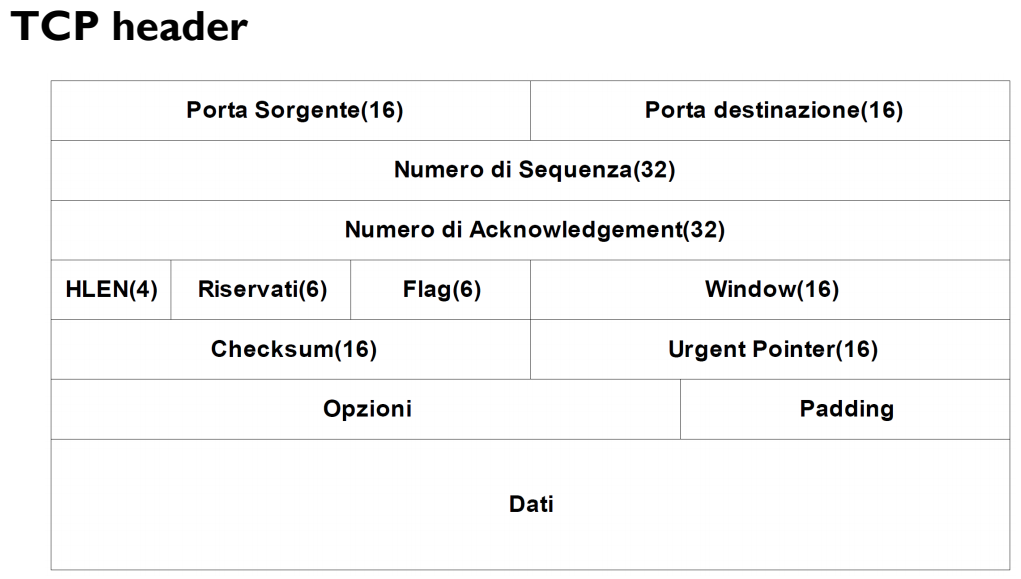 TCP header
Porta Sorgente(16)
Porta destinazione(16)
Numero di Sequenza(32)
Numero di Acknowledgement(32)
HLEN(4)
Riservati(6)
Flag(6)
Window(16)
Checksum(16)
Urgent Pointer(16)
Opzioni
Padding
Dati